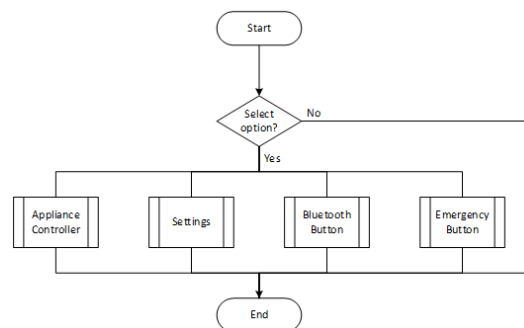 Start
Select
option?
No
Yes
Appliance
Controller
Settings
Bluetooth
Button
Emergency
Button
End